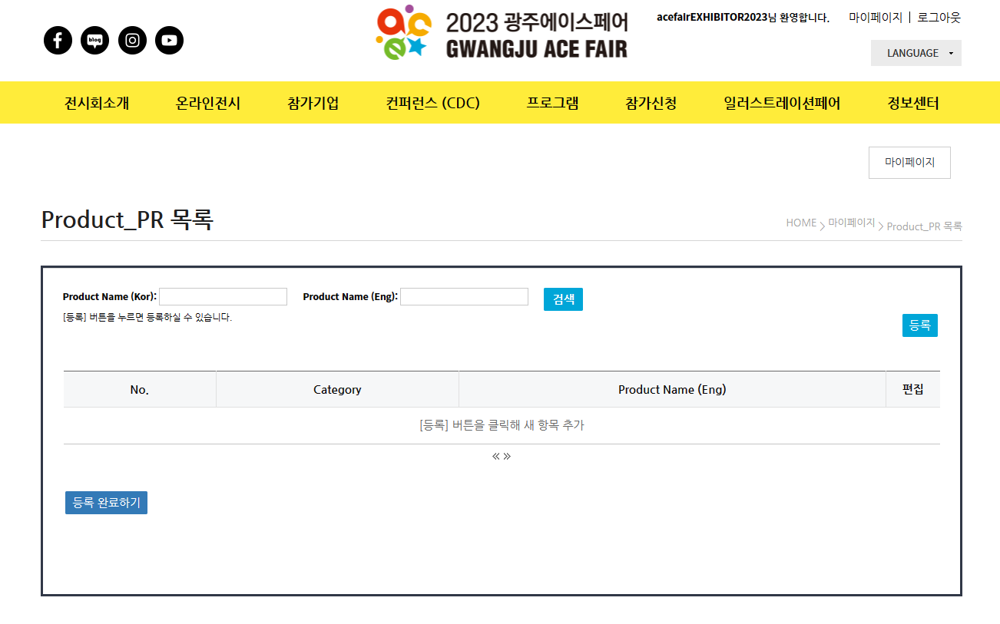 blog
ace
2023 광주에이스페어
GWANGJU ACE FAIR
acefairEXHIBITOR2023님 환영합니다.
마이페이지 | 로그아웃
LANGUAGE
전시회소개 온라인전시 참가기업 컨퍼런스 (CDC) 프로그램 참가신청 일러스트레이션페어 정보센터
마이페이지
Product_PR 목록
HOME > 마이페이지 > Product_PR 목록
Product Name (Kor): Product Name (Eng): 검색
[등록] 버튼을 누르면 등록하실 수 있습니다.
등록
No. Category Product Name (Eng) 편집
[등록] 버튼을 클릭해 새 항목 추가
« »
등록 완료하기